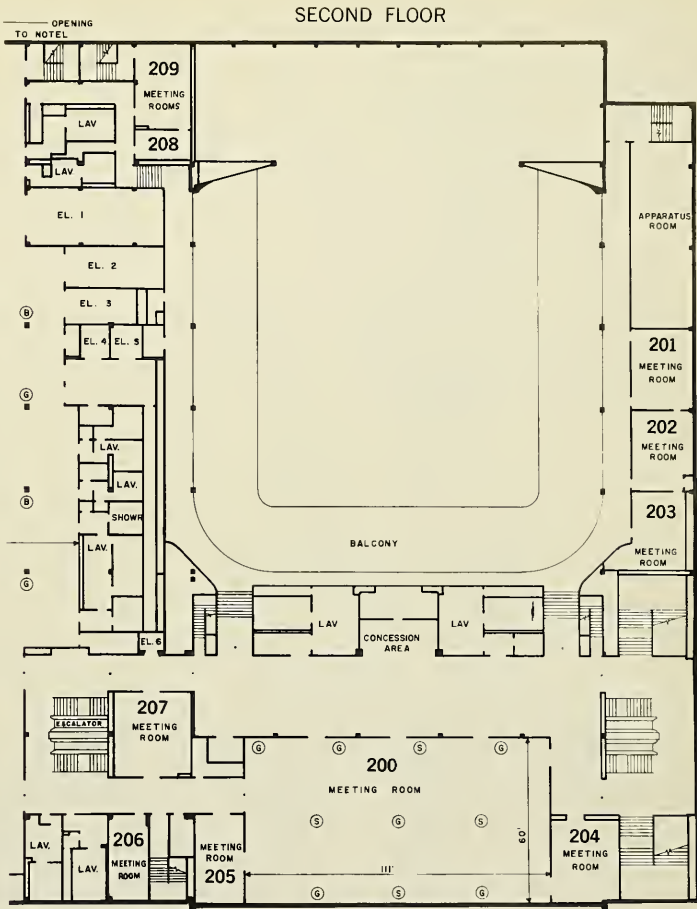 SECOND FLOOR
OPENING
TO NOTEL
209
MEETING
ROOMS
208
LAV
LAV
EL. 1
EL. 2
EL. 3
EL. 4
EL. 5
B
G
B
G
LAV.
LAV.
SHOWR
LAV.
EL. 6
APPARATUS
ROOM
201
MEETING
ROOM
202
MEETING
ROOM
203
MEETING
ROOM
BALCONY
LAV
CONCESSION
AREA
LAV
ESCALATOR
207
MEETING
ROOM
G
G
S
G
200
MEETING ROOM
S
G
S
60'
111'
G
S
G
LAV.
LAV.
206
MEETING
ROOM
MEETING
ROOM
205
204
MEETING
ROOM